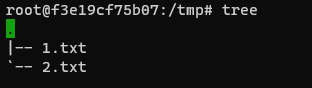 root@f3e19cf75b07:/tmp# tree
.
|-- 1.txt
`-- 2.txt